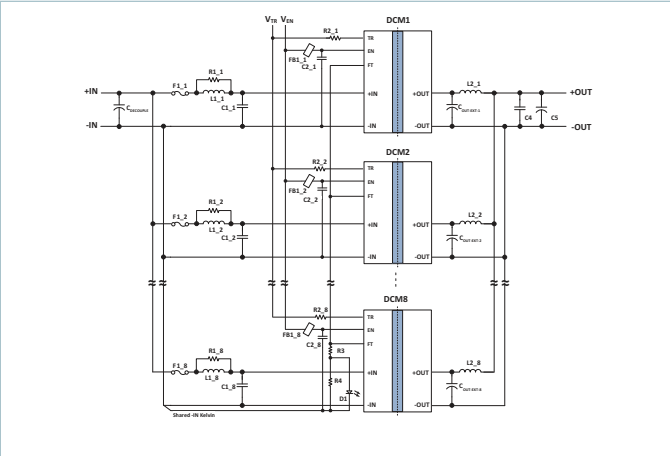 VTR VEN
DCM1
R2_1
TR
EN
FB1_1
C2_1
FT
R1_1
F1_1
L1_1
L2_1
+IN
CDECOUPLE
C1_1
+IN
+OUT
COUT-EXT-1
C4
C5
+OUT
-IN
-IN
-OUT
-OUT
DCM2
R2_2
TR
EN
FB1_2
C2_2
FT
R1_2
F1_2
L1_2
C1_2
+IN
+OUT
L2_2
COUT-EXT-2
-IN
-OUT
DCM8
R2_8
TR
EN
FB1_8
C2_8
FT
R3
R1_8
F1_8
L1_8
C1_8
R4
D1
+IN
+OUT
L2_8
COUT-EXT-8
-IN
-OUT
Shared -IN Kelvin